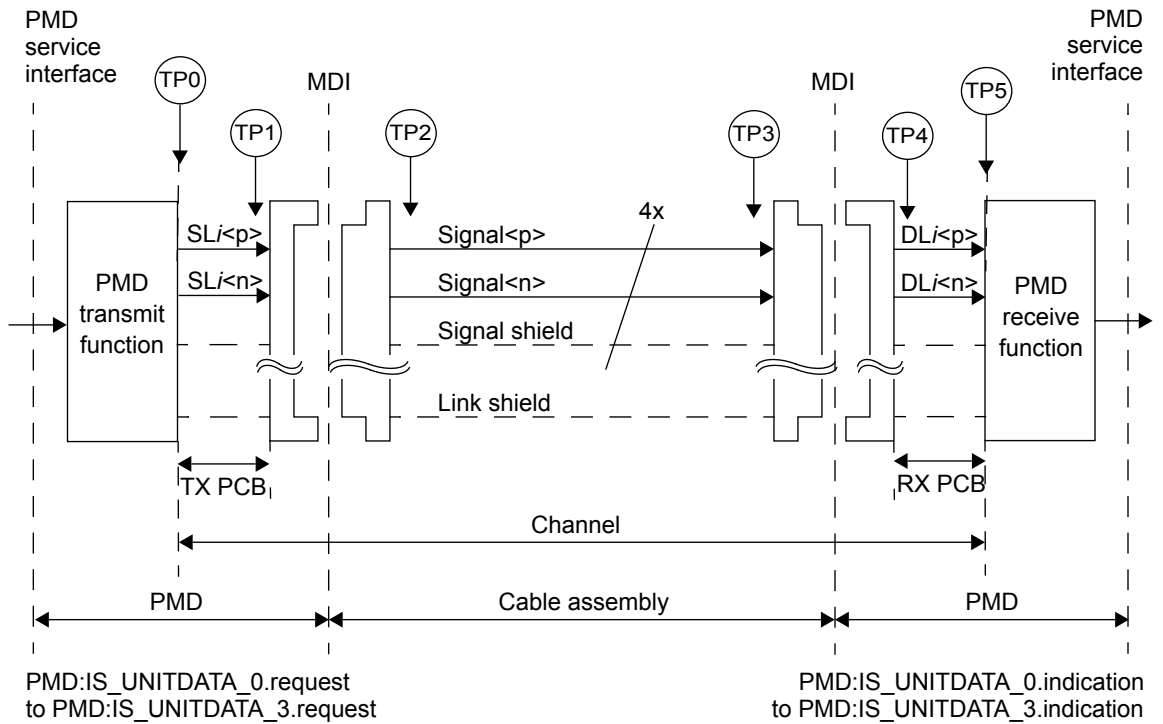 PMD
service
interface
PMD
service
interface
TP0
MDI
MDI
TP5
TP1
TP2
TP3
TP4
4x
SLi<p>
Signal<p>
DLi<p>
SLi<n>
Signal<n>
DLi<n>
PMD
transmit
function
PMD
receive
function
Signal shield
Link shield
TX PCB
RX PCB
Channel
PMD
Cable assembly
PMD
PMD:IS_UNITDATA_0.request
to PMD:IS_UNITDATA_3.request
PMD:IS_UNITDATA_0.indication
to PMD:IS_UNITDATA_3.indication